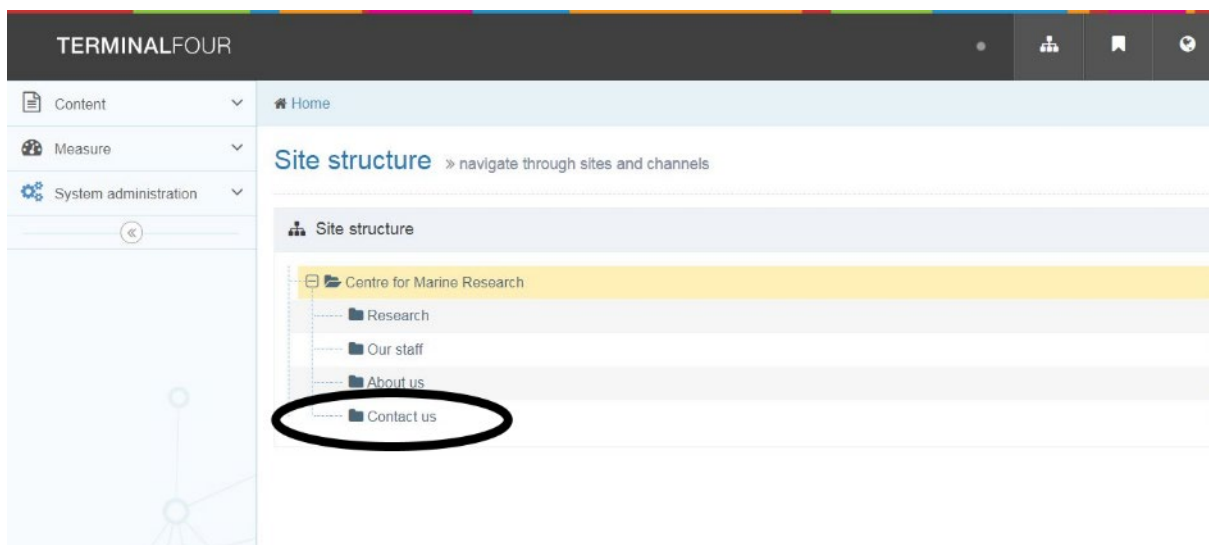 TERMINALFOUR
Content
Measure
System administration
Home
Site structure » navigate through sites and channels
Site structure
Centre for Marine Research
Research
Our staff
About us
Contact us